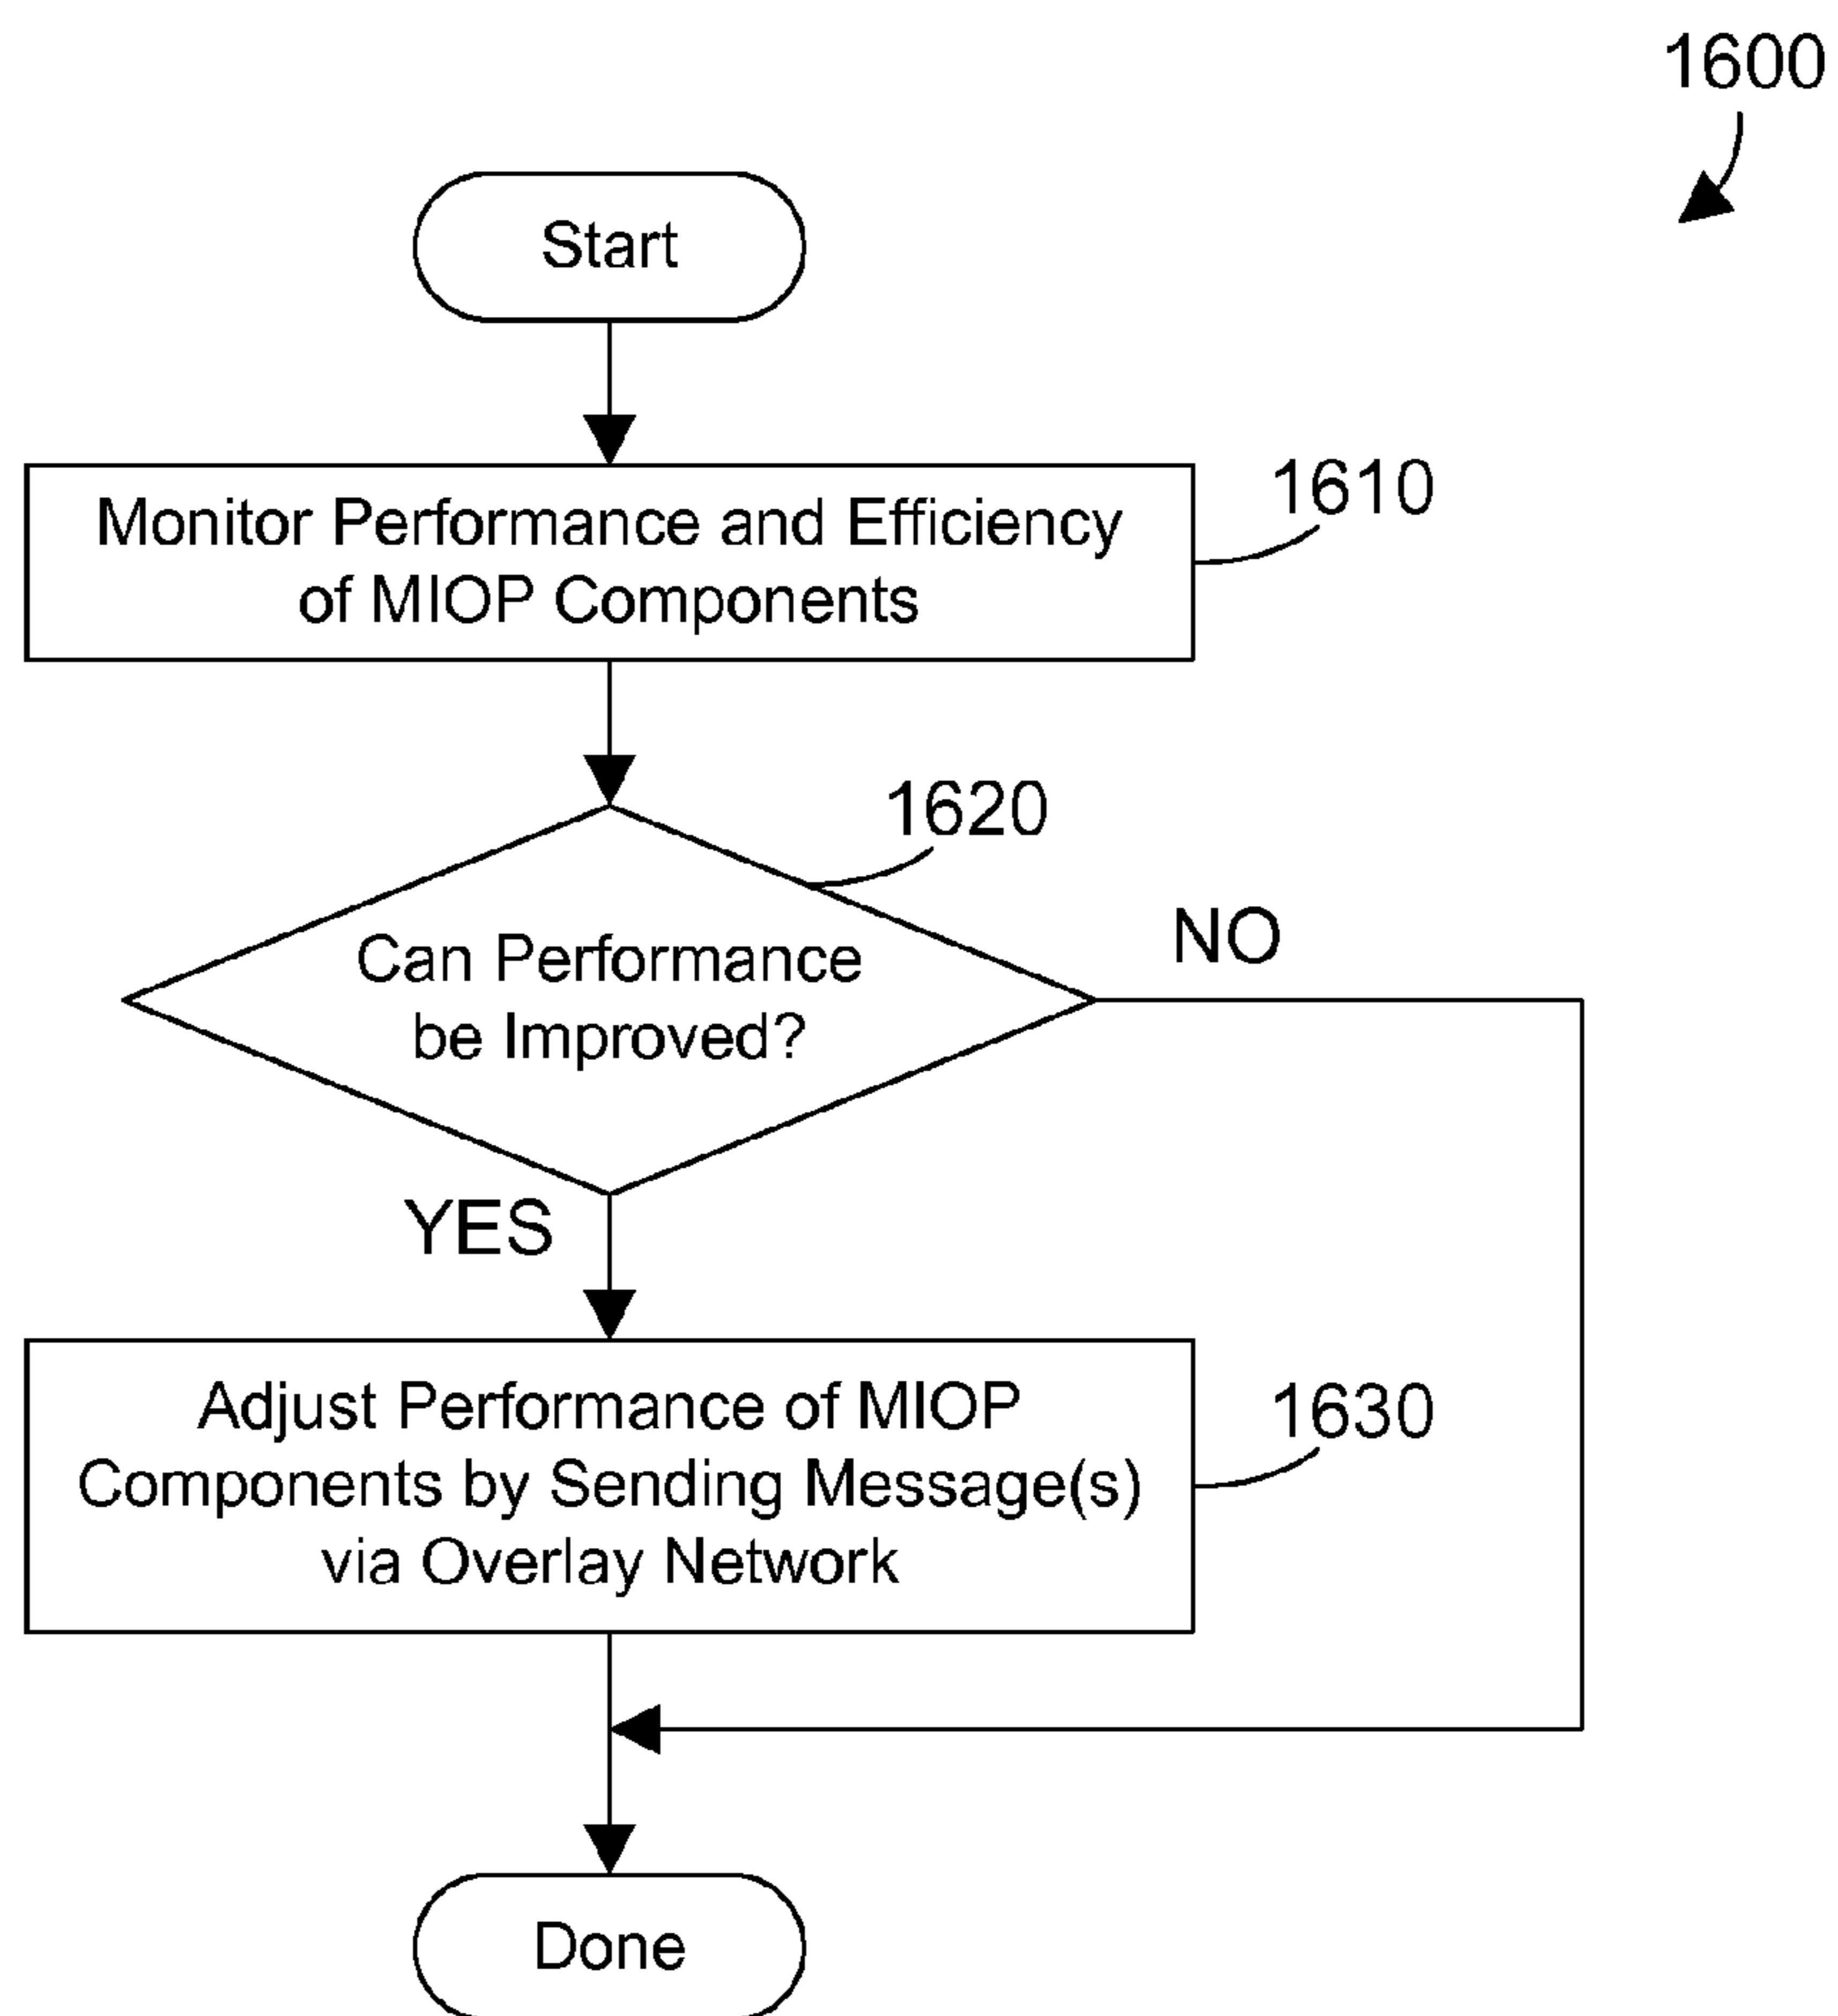 1600
Start
Monitor Performance and Efficiency
of MIOP Components
1610
1620
Can Performance
be Improved?
NO
YES
Adjust Performance of MIOP
Components by Sending Message(s)
via Overlay Network
1630
Done